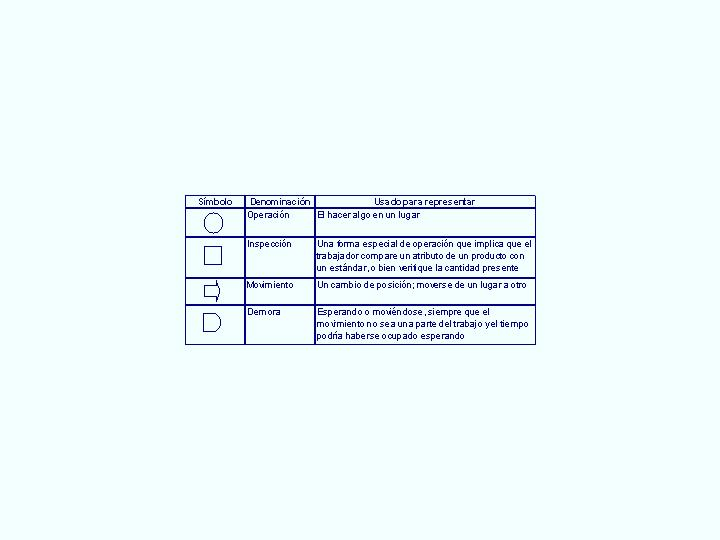 Símbolo Denominación Usado para representar
Operación El hacer algo en un lugar
Inspección Una forma especial de operación que implica que el
trabajador compare un atributo de un producto con
un estándar, o bien verifique la cantidad presente
Movimiento Un cambio de posición; moverse de un lugar a otro
Demora Esperando o moviéndose, siempre que el
movimiento no sea una parte del trabajo y el tiempo
podría haberse ocupado esperando